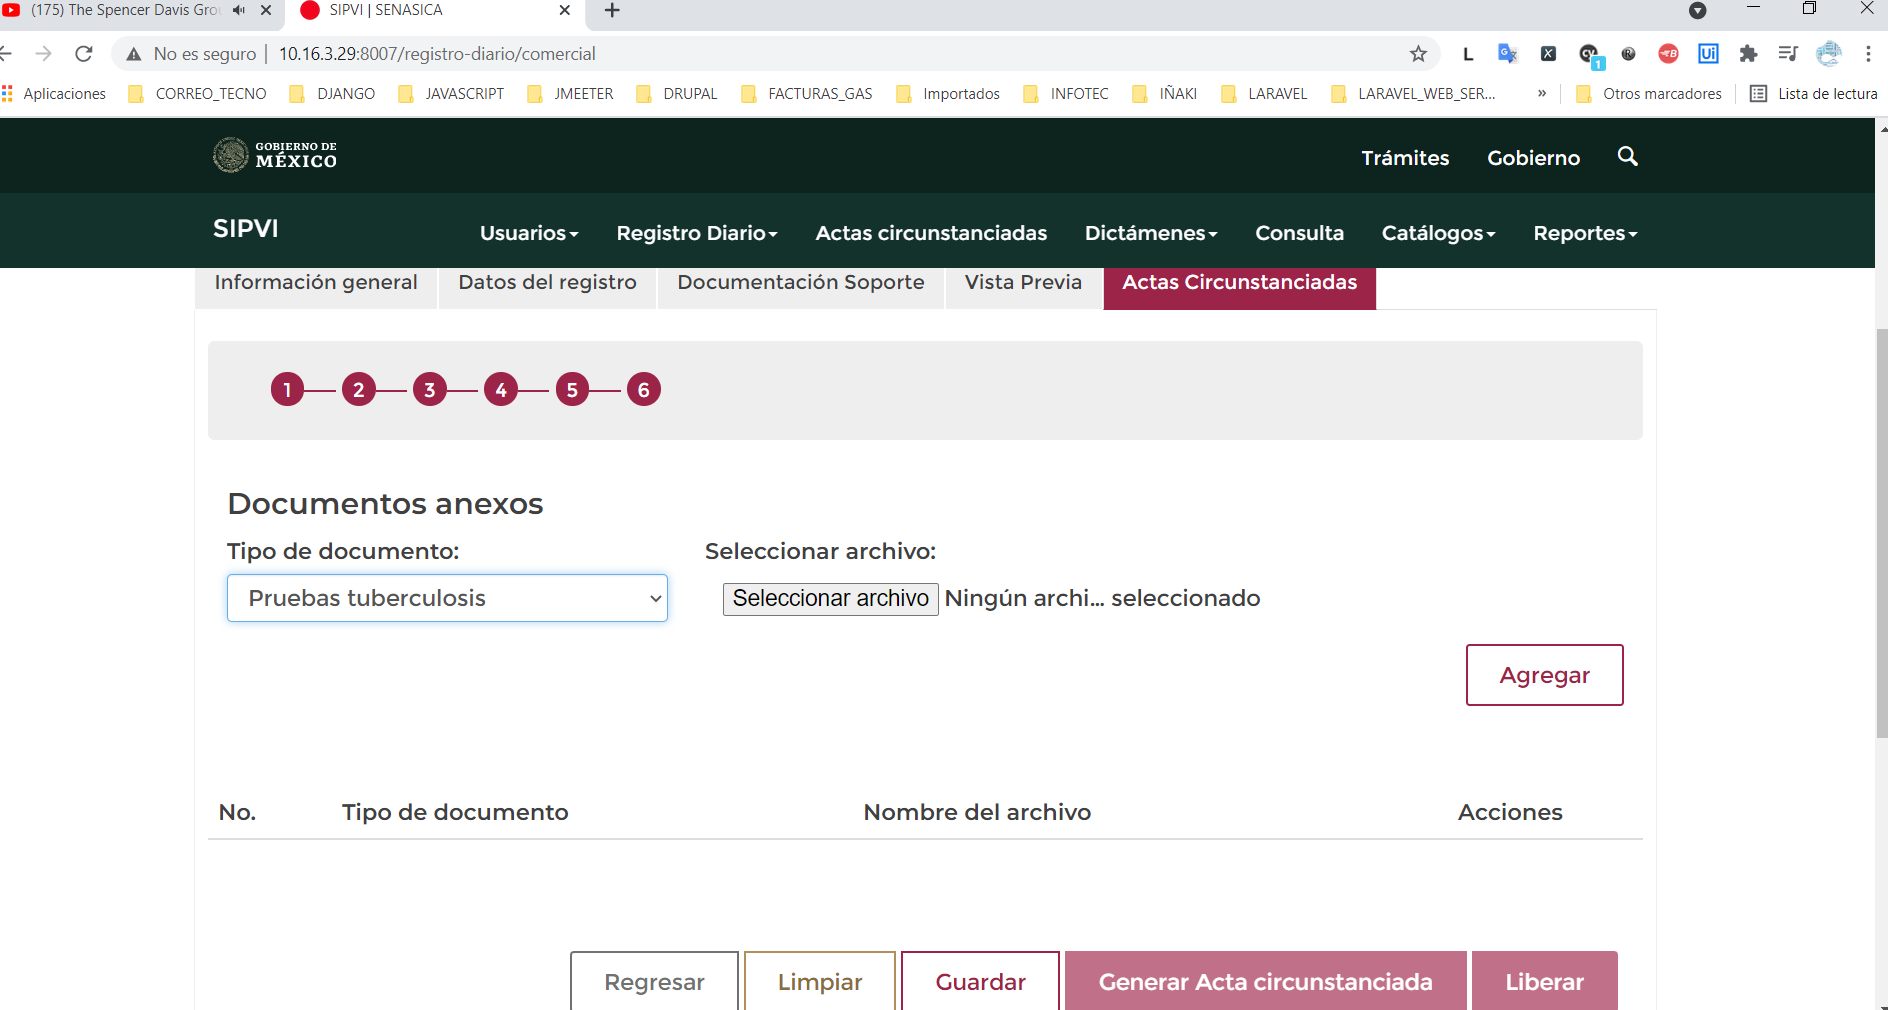 (175) The Spencer Davis Gro
SIPVI | SENASICA
No es seguro | 10.16.3.29:8007/registro-diario/comercial
Aplicaciones CORREO_TECNO DJANGO JAVASCRIPT JMEETER DRUPAL FACTURAS_GAS Importados INFOTEC IÑAKI LARAVEL LARAVEL_WEB_SER... » Otros marcadores Lista de lectura
GOBIERNO DE
MÉXICO
Trámites Gobierno
SIPVI Usuarios Registro Diario Actas circunstanciadas Dictámenes Consulta Catálogos Reportes
Información general Datos del registro Documentación Soporte Vista Previa Actas Circunstanciadas
1 2 3 4 5 6
Documentos anexos
Tipo de documento: Seleccionar archivo:
Pruebas tuberculosis Seleccionar archivo Ningún archi... seleccionado
Agregar
No. Tipo de documento Nombre del archivo Acciones
Regresar Limpiar Guardar Generar Acta circunstanciada Liberar